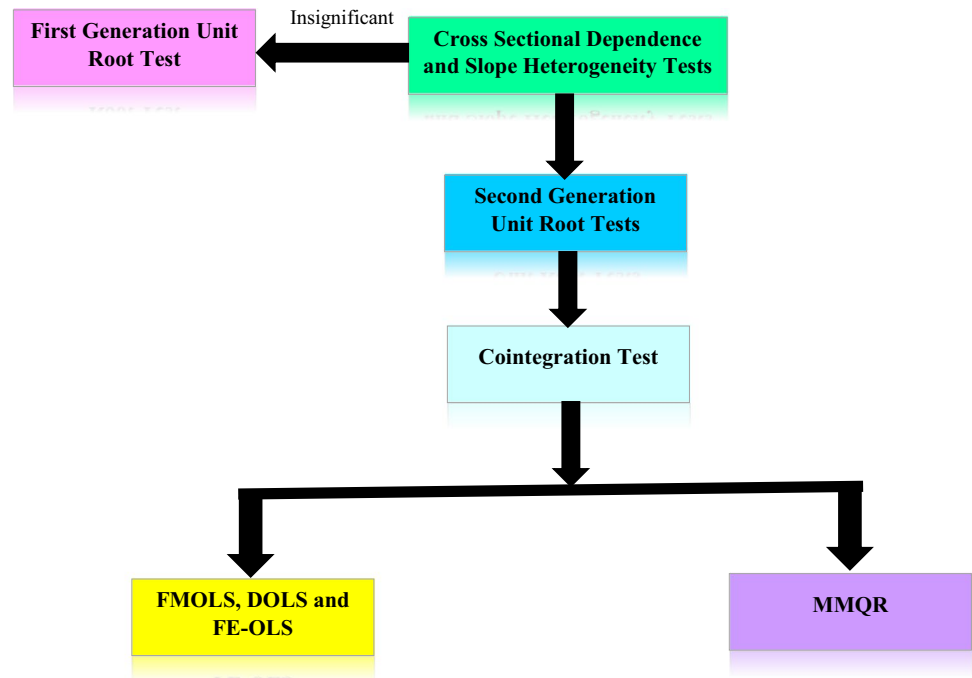 Insignificant
First Generation Unit
Root Test
Cross Sectional Dependence
and Slope Heterogeneity Tests
Second Generation
Unit Root Tests
Cointegration Test
FMOLS, DOLS and
FE-OLS
MMQR